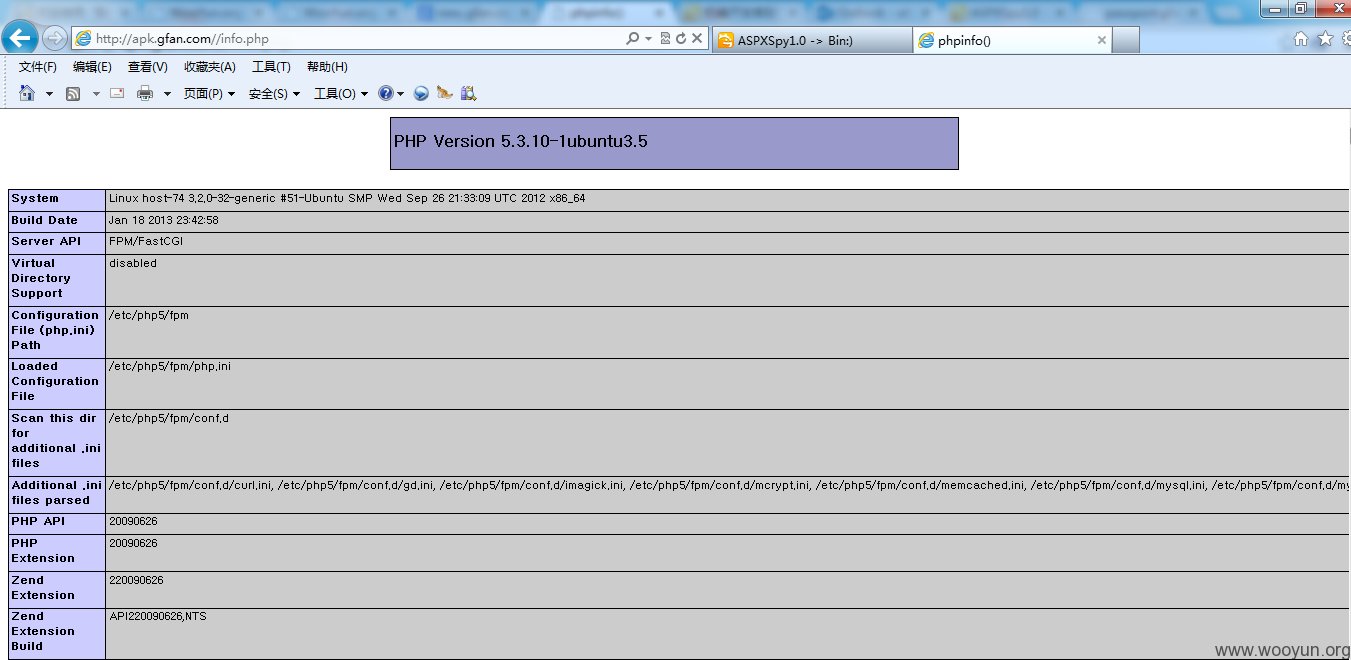 http://apk.gfan.com//info.php
ASPXSpy1.0 -> Bin:)
phpinfo()
文件(F) 编辑(E) 查看(V) 收藏夹(A) 工具(T) 帮助(H)
页面(P) 安全(S) 工具(O)
PHP Version 5.3.10-1ubuntu3.5
System Linux host-74 3.2.0-32-generic #51-Ubuntu SMP Wed Sep 26 21:33:09 UTC 2012 x86_64
Build Date Jan 18 2013 23:42:58
Server API FPM/FastCGI
Virtual disabled
Directory
Support
Configuration /etc/php5/fpm
File (php.ini)
Path
Loaded /etc/php5/fpm/php.ini
Configuration
File
Scan this dir /etc/php5/fpm/conf.d
for
additional .ini
files
Additional .ini /etc/php5/fpm/conf.d/curl.ini, /etc/php5/fpm/conf.d/gd.ini, /etc/php5/fpm/conf.d/imagick.ini, /etc/php5/fpm/conf.d/mcrypt.ini, /etc/php5/fpm/conf.d/memcached.ini, /etc/php5/fpm/conf.d/mysql.ini, /etc/php5/fpm/conf.d/my
files parsed
PHP API 20090626
PHP 20090626
Extension
Zend 220090626
Extension
Zend API220090626,NTS
Extension
Build
www.wooyun.org